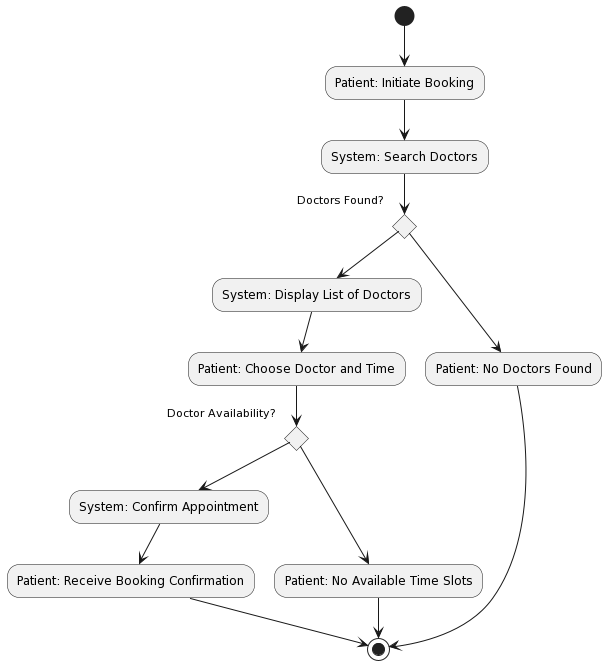 Patient: Initiate Booking
System: Search Doctors
Doctors Found?
System: Display List of Doctors
Patient: Choose Doctor and Time
Patient: No Doctors Found
Doctor Availability?
System: Confirm Appointment
Patient: Receive Booking Confirmation
Patient: No Available Time Slots